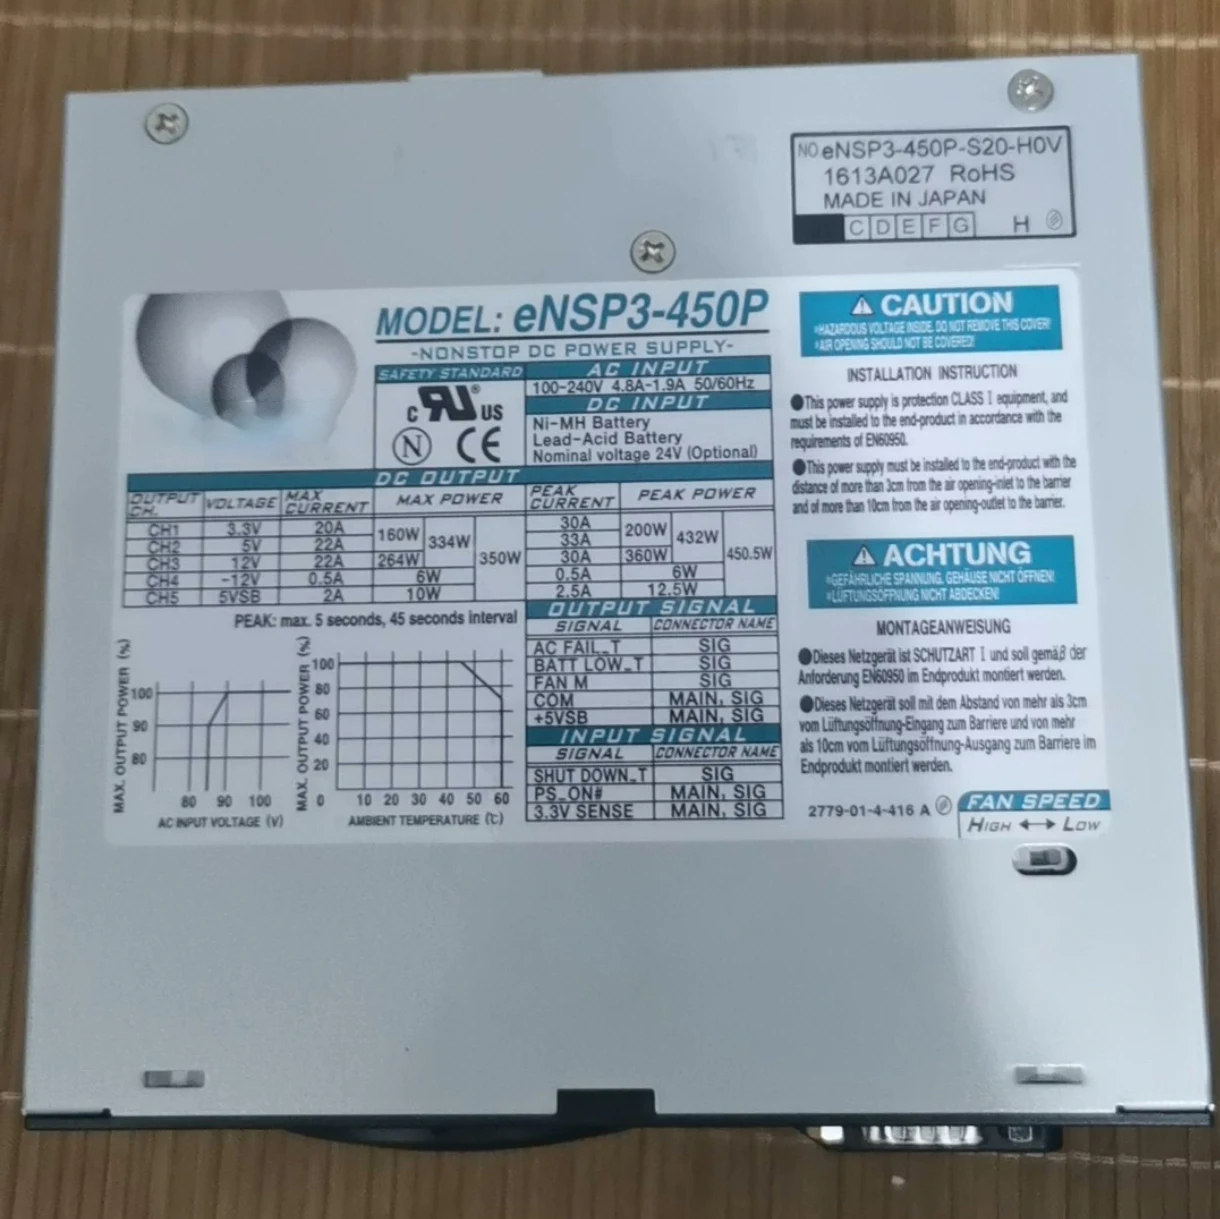 NO eNSP3-450P-S20-H0V
1613A027 RoHS
MADE IN JAPAN
C D E F G H
MODEL: eNSP3-450P
-NONSTOP DC POWER SUPPLY-
SAFETY STANDARD
C RU ® US
N CE
AC INPUT
100-240V 4.8A-1.9A 50/60Hz
DC INPUT
Ni-MH Battery
Lead-Acid Battery
Nominal voltage 24V (Optional)
DC OUTPUT
OUTPUT CH. VOLTAGE MAX CURRENT MAX POWER PEAK CURRENT PEAK POWER
CH1 3.3V 20A 160W 334W 350W 30A 200W 432W 450.5W
CH2 5V 22A 33A
CH3 12V 22A 264W 30A 360W
CH4 -12V 0.5A 6W 0.5A 6W
CH5 5VSB 2A 10W 2.5A 12.5W
PEAK: max. 5 seconds, 45 seconds interval
MAX. OUTPUT POWER (%)
100
90
80
80 90 100
AC INPUT VOLTAGE (V)
MAX. OUTPUT POWER (%)
100
80
60
40
20
0 10 20 30 40 50 60
AMBIENT TEMPERATURE (℃)
OUTPUT SIGNAL
SIGNAL CONNECTOR NAME
AC FAIL_T SIG
BATT LOW_T SIG
FAN M SIG
COM MAIN, SIG
+5VSB MAIN, SIG
INPUT SIGNAL
SIGNAL CONNECTOR NAME
SHUT DOWN_T SIG
PS_ON# MAIN, SIG
3.3V SENSE MAIN, SIG
⚠ CAUTION
*HAZARDOUS VOLTAGE INSIDE. DO NOT REMOVE THIS COVER!
*AIR OPENING SHOULD NOT BE COVERED!
INSTALLATION INSTRUCTION
●This power supply is protection CLASS I equipment, and
must be installed to the end-product in accordance with the
requirements of EN60950.
●This power supply must be installed to the end-product with the
distance of more than 3cm from the air opening-inlet to the barrier
and of more than 10cm from the air opening-outlet to the barrier.
⚠ ACHTUNG
*GEFÄHRLICHE SPANNUNG. GEHÄUSE NICHT ÖFFNEN!
*LÜFTUNGSÖFFNUNG NICHT ABDECKEN!
MONTAGEANWEISUNG
●Dieses Netzgerät ist SCHUTZART I und soll gemäß der
Anforderung EN60950 im Endprodukt montiert werden.
●Dieses Netzgerät soll mit dem Abstand von mehr als 3cm
vom Lüftungsöffnung-Eingang zum Barriere und von mehr
als 10cm vom Lüftungsöffnung-Ausgang zum Barriere im
Endprodukt montiert werden.
2779-01-4-416 A
FAN SPEED
HIGH ↔ LOW